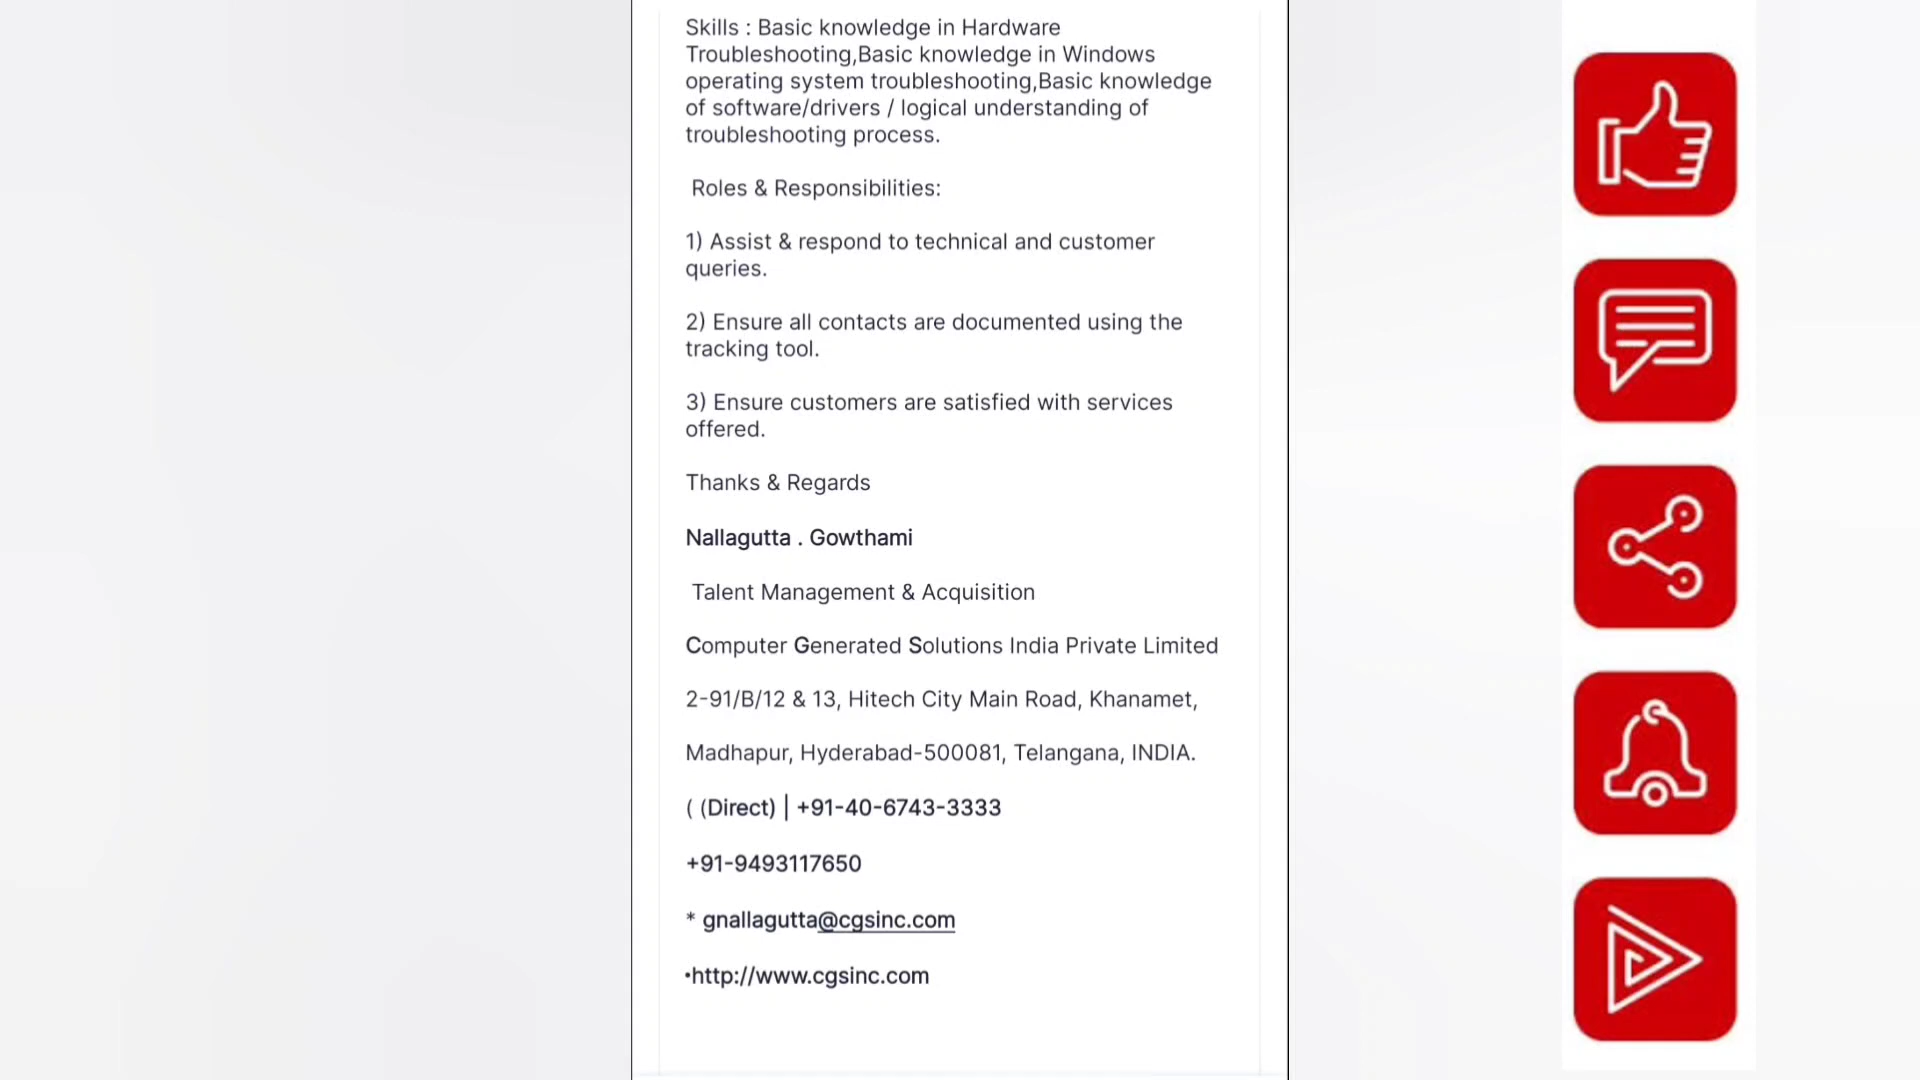 Skills : Basic knowledge in Hardware
Troubleshooting,Basic knowledge in Windows
operating system troubleshooting,Basic knowledge
of software/drivers / logical understanding of
troubleshooting process.
Roles & Responsibilities:
1) Assist & respond to technical and customer
queries.
2) Ensure all contacts are documented using the
tracking tool.
3) Ensure customers are satisfied with services
offered.
Thanks & Regards
Nallagutta . Gowthami
Talent Management & Acquisition
Computer Generated Solutions India Private Limited
2-91/B/12 & 13, Hitech City Main Road, Khanamet,
Madhapur, Hyderabad-500081, Telangana, INDIA.
( (Direct) | +91-40-6743-3333
+91-9493117650
* gnallagutta@cgsinc.com
•http://www.cgsinc.com